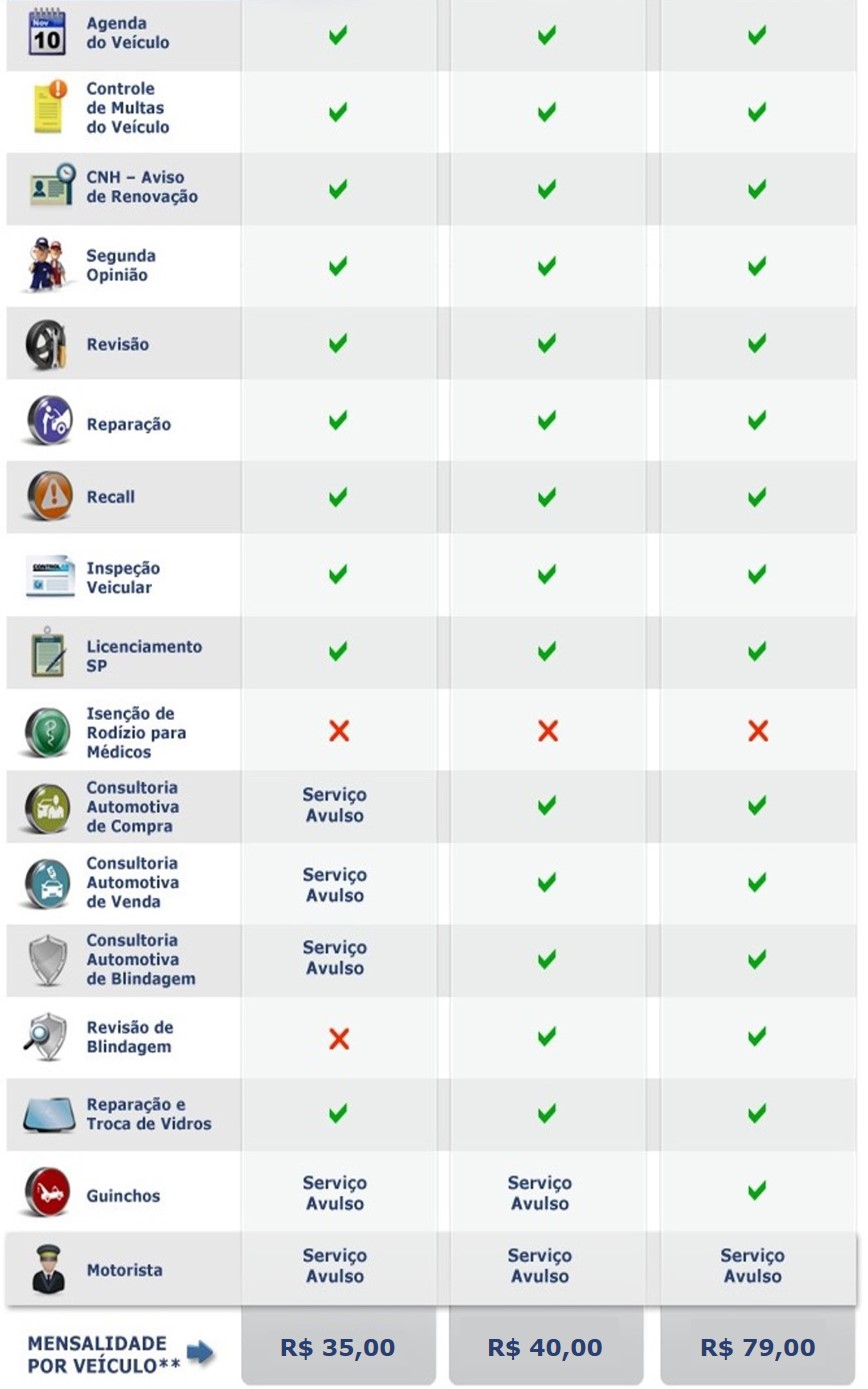 Nov
10
Agenda
do Veículo
Controle
de Multas
do Veículo
CNH – Aviso
de Renovação
Segunda
Opinião
Revisão
Reparação
Recall
Inspeção
Veicular
Licenciamento
SP
Isenção de
Rodízio para
Médicos
Consultoria
Automotiva
de Compra
Serviço
Avulso
Consultoria
Automotiva
de Venda
Serviço
Avulso
Consultoria
Automotiva
de Blindagem
Serviço
Avulso
Revisão de
Blindagem
Reparação e
Troca de Vidros
Guinchos
Serviço
Avulso
Serviço
Avulso
Motorista
Serviço
Avulso
Serviço
Avulso
Serviço
Avulso
MENSALIDADE
POR VEÍCULO**
R$ 35,00
R$ 40,00
R$ 79,00